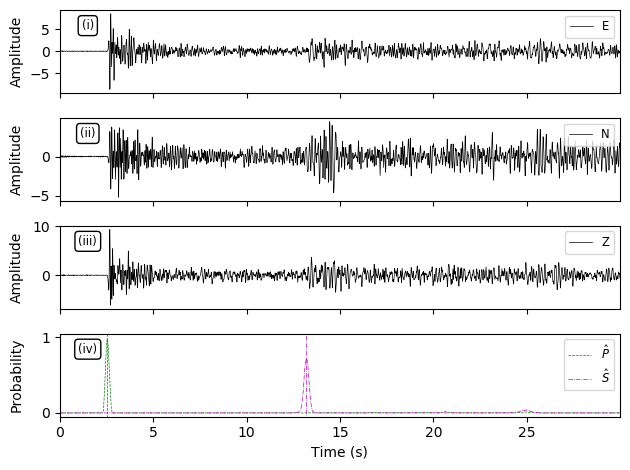 (i)
E
5
0
−5
Amplitude
(ii)
N
0
−5
Amplitude
(iii)
Z
10
0
Amplitude
(iv)
P̂
Ŝ
1
0
Probability
0 5 10 15 20 25
Time (s)